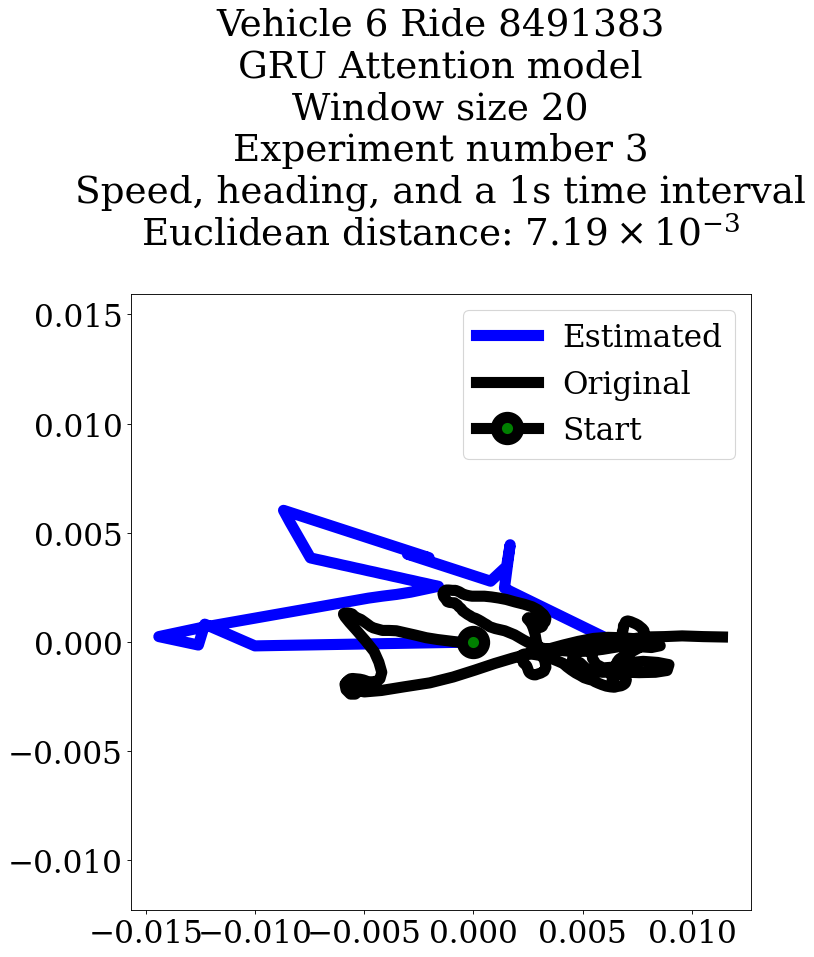 Vehicle 6 Ride 8491383
GRU Attention model
Window size 20
Experiment number 3
Speed, heading, and a 1s time interval
Euclidean distance: 7.19 × 10⁻³
Estimated
Original
Start
0.015
0.010
0.005
0.000
−0.005
−0.010
−0.015 −0.010 −0.005 0.000 0.005 0.010